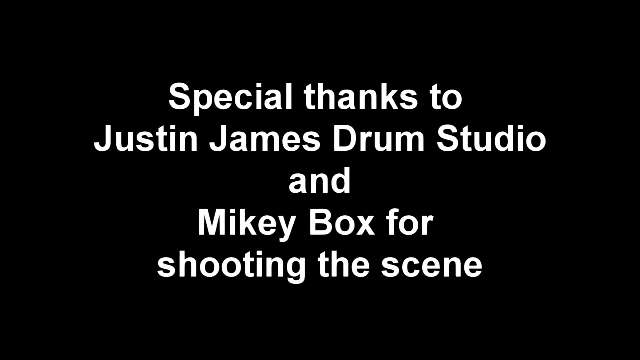 Special thanks to
Justin James Drum Studio
and
Mikey Box for
shooting the scene